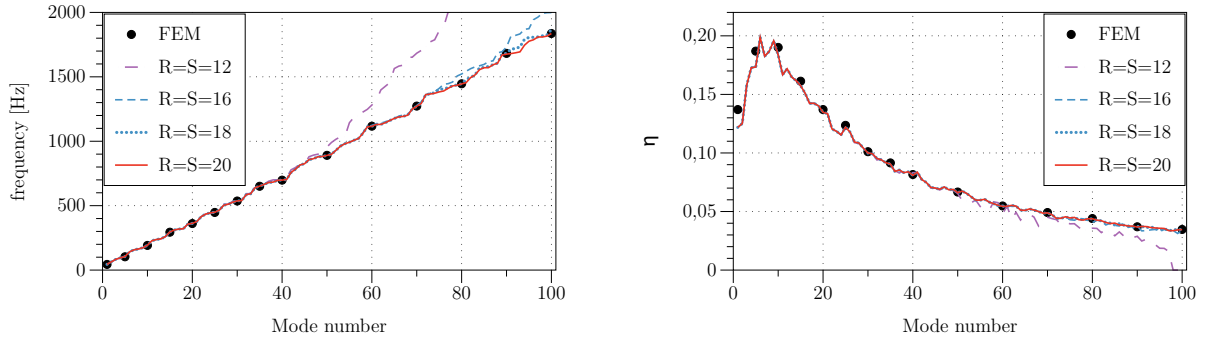 2000
1500
1000
500
0
frequency [Hz]
FEM
R=S=12
R=S=16
R=S=18
R=S=20
0
20
40
60
80
100
Mode number
0,20
0,15
0,10
0,05
0
η
FEM
R=S=12
R=S=16
R=S=18
R=S=20
0
20
40
60
80
100
Mode number